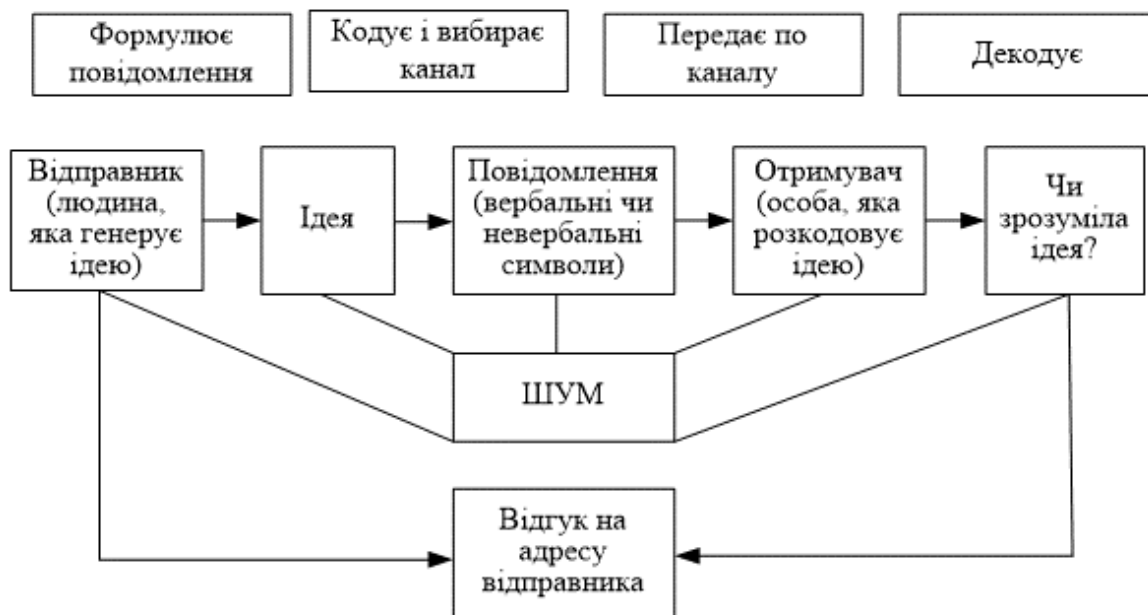 Формулює
повідомлення
Кодує і вибирає
канал
Передає по
каналу
Декодує
Відправник
(людина,
яка генерує
ідею)
Ідея
Повідомлення
(вербальні чи
невербальні
символи)
Отримувач
(особа, яка
розкодовує
ідею)
Чи
зрозуміла
ідея?
ШУМ
Відгук на
адресу
відправника